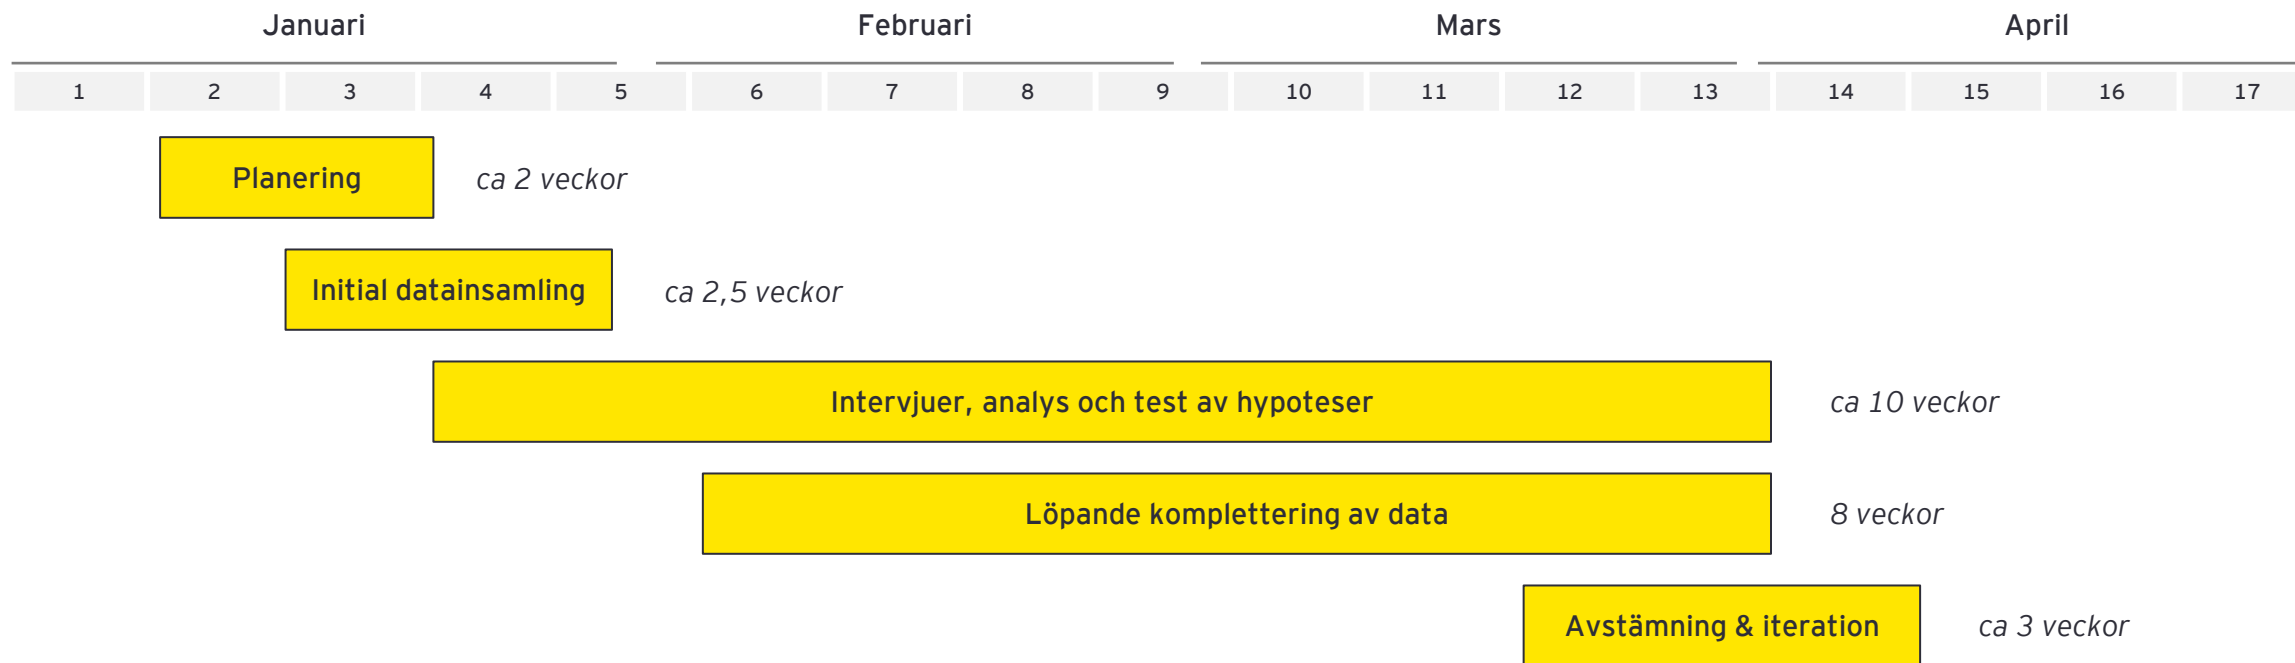 Januari Februari Mars April
1 2 3 4 5 6 7 8 9 10 11 12 13 14 15 16 17
Planering ca 2 veckor
Initial datainsamling ca 2,5 veckor
Intervjuer, analys och test av hypoteser ca 10 veckor
Löpande komplettering av data 8 veckor
Avstämning & iteration ca 3 veckor